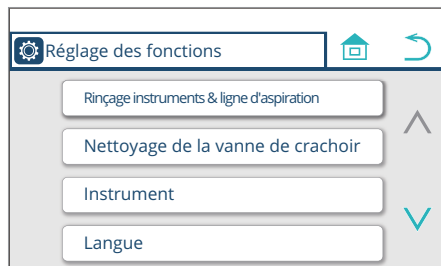 Réglage des fonctions
Rinçage instruments & ligne d'aspiration
Nettoyage de la vanne de crachoir
Instrument
Langue